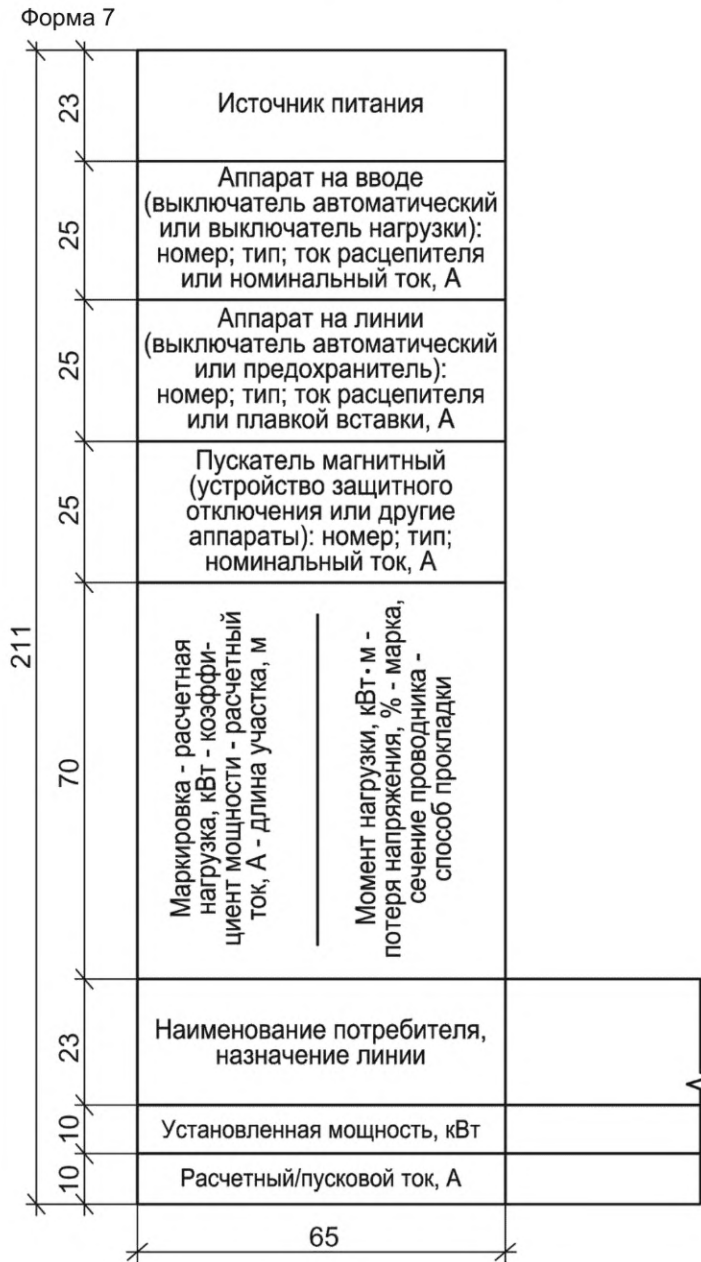 Форма 7
23
Источник питания
25
Аппарат на вводе
(выключатель автоматический
или выключатель нагрузки):
номер; тип; ток расцепителя
или номинальный ток, А
25
Аппарат на линии
(выключатель автоматический
или предохранитель):
номер; тип; ток расцепителя
или плавкой вставки, А
25
Пускатель магнитный
(устройство защитного
отключения или другие
аппараты): номер; тип;
номинальный ток, А
211
70
Маркировка - расчетная
нагрузка, кВт - коэффи-
циент мощности - расчетный
ток, А - длина участка, м
Момент нагрузки, кВт·м -
потеря напряжения, % - марка,
сечение проводника -
способ прокладки
23
Наименование потребителя,
назначение линии
10
Установленная мощность, кВт
10
Расчетный/пусковой ток, А
65